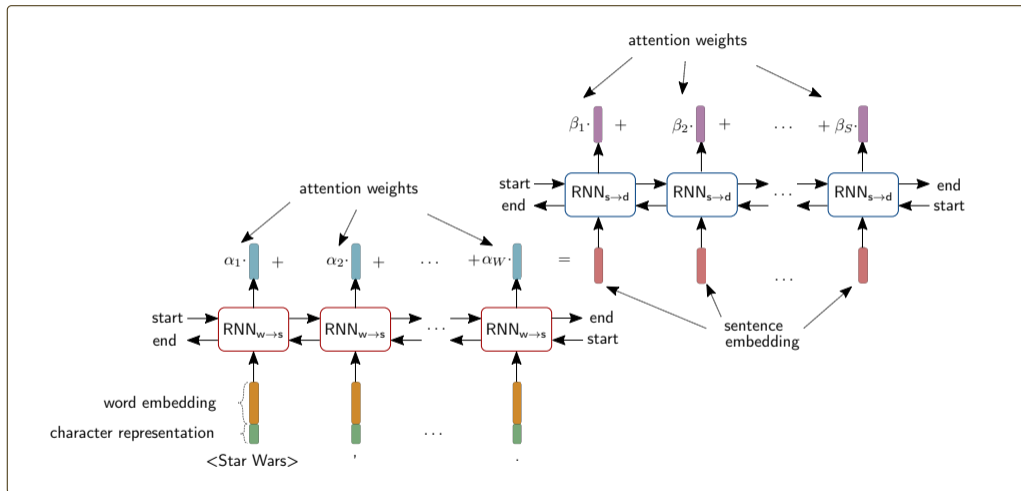 attention weights
β1· + β2· + ... + βS·
start RNNs→d RNNs→d ... RNNs→d end
end start
attention weights
α1· + α2· + ... +αW· =
...
start RNNw→s RNNw→s ... RNNw→s end
end start
sentence
embedding
word embedding
character representation ...
<Star Wars> ' .